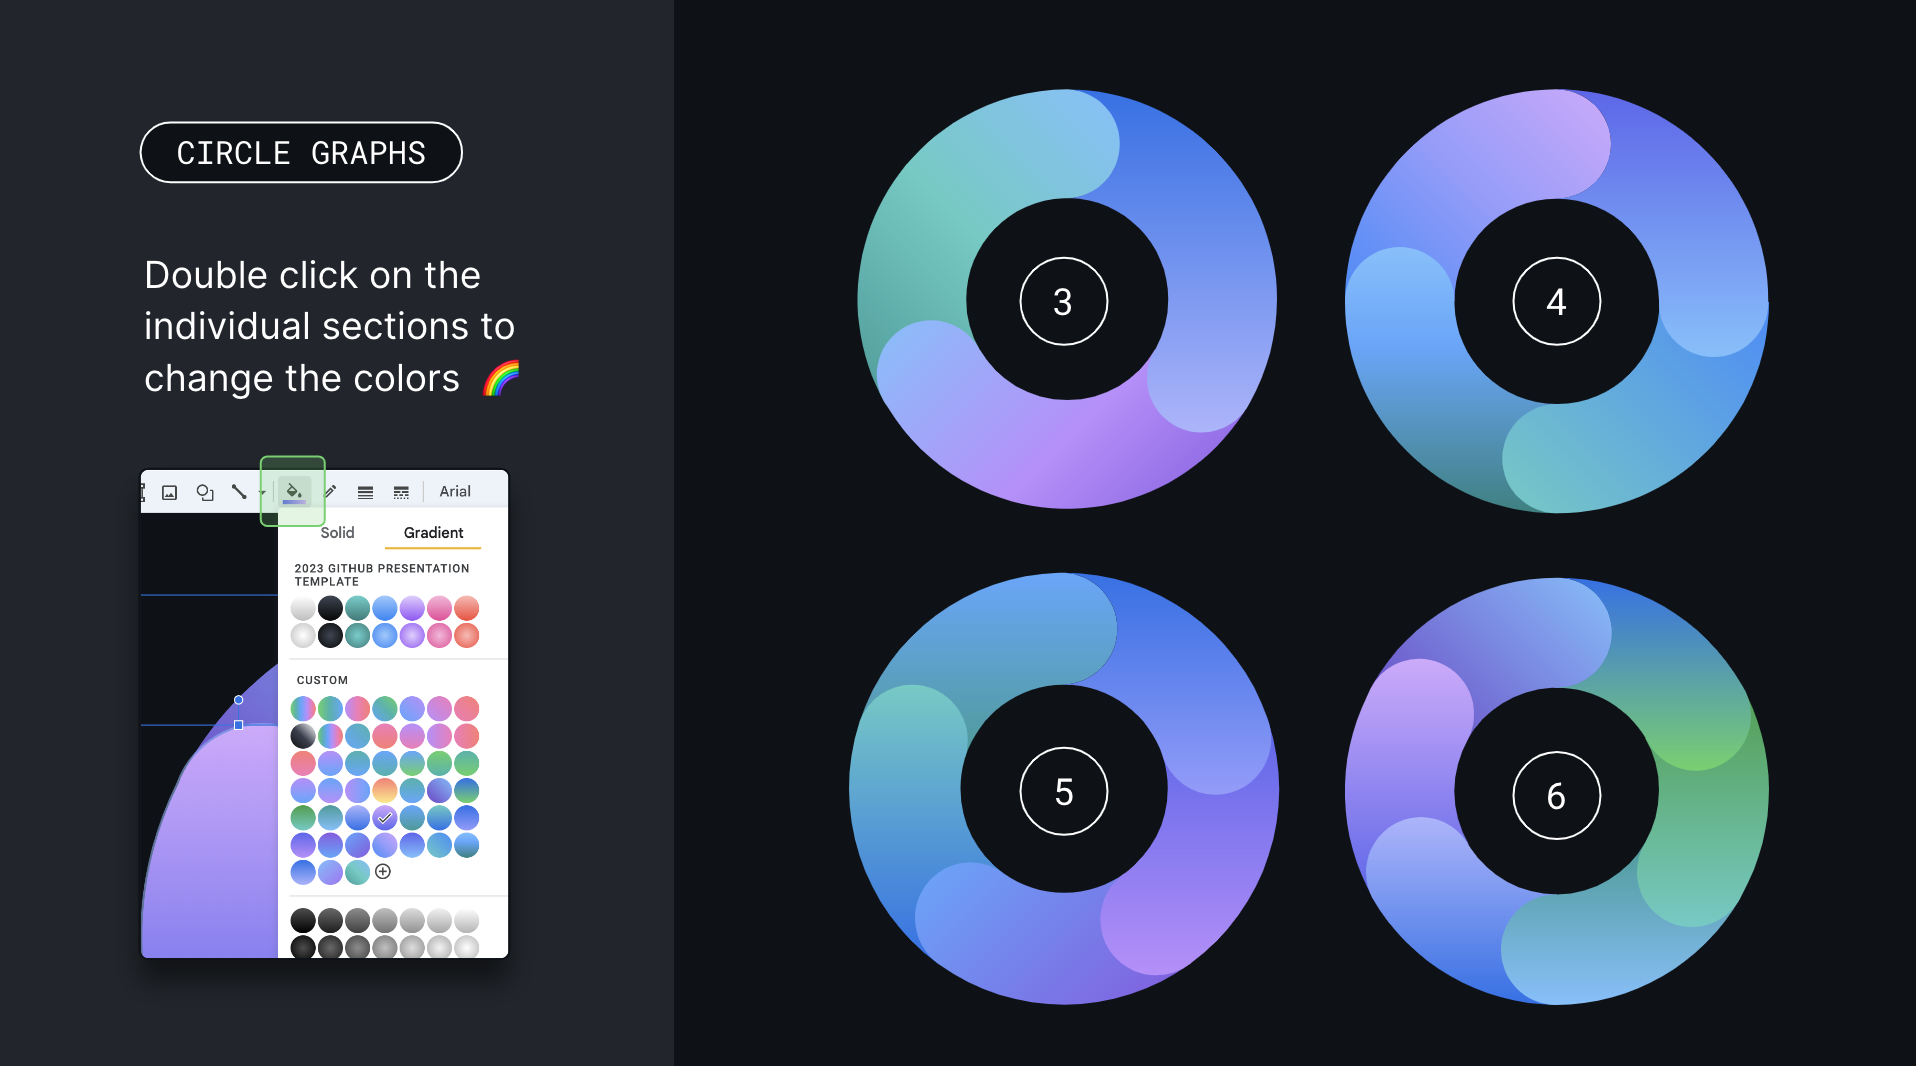 CIRCLE GRAPHS
Double click on the
individual sections to
change the colors 🌈
Arial
Solid Gradient
2023 GITHUB PRESENTATION
TEMPLATE
CUSTOM
3
4
5
6